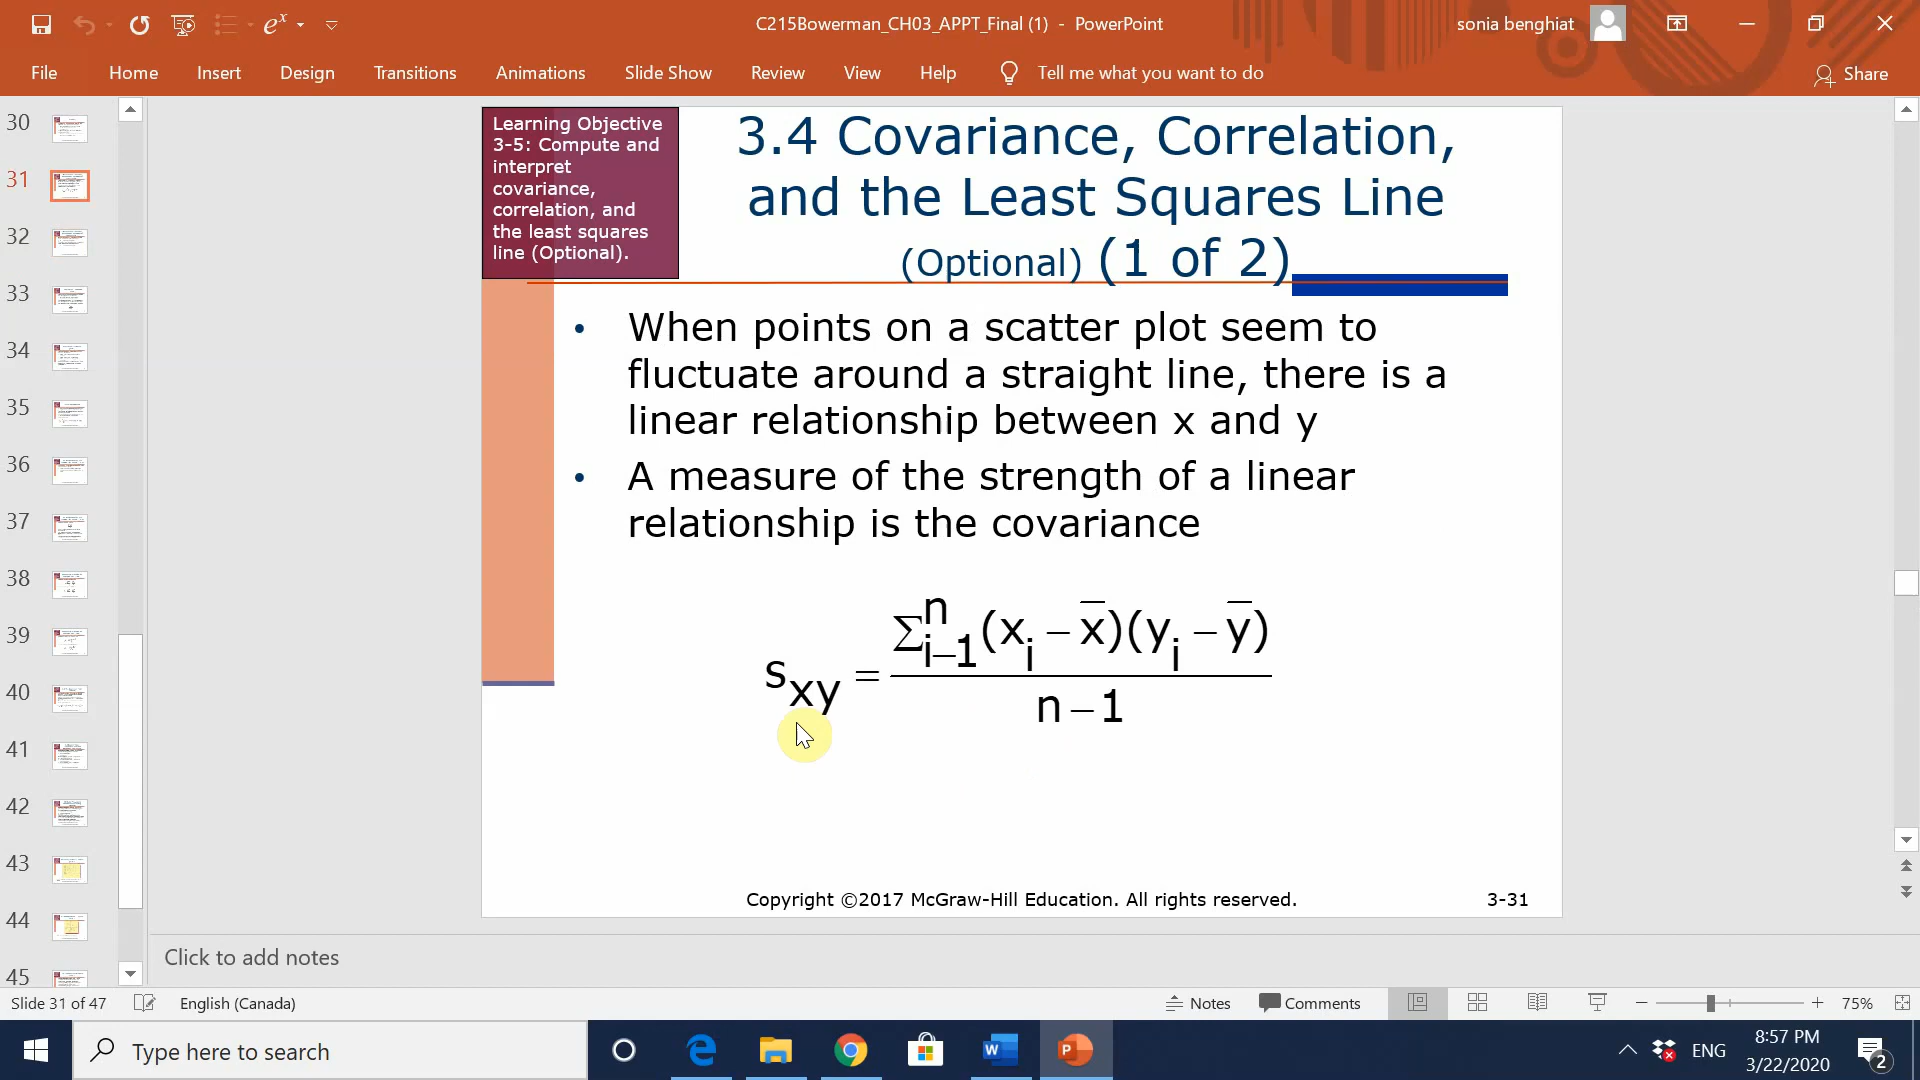 C215Bowerman_CH03_APPT_Final (1) - PowerPoint
sonia benghiat
File Home Insert Design Transitions Animations Slide Show Review View Help Tell me what you want to do Share
30
31
32
33
34
35
36
37
38
39
40
41
42
43
44
45
Learning Objective
3-5: Compute and
interpret
covariance,
correlation, and
the least squares
line (Optional).
3.4 Covariance, Correlation,
and the Least Squares Line
(Optional) (1 of 2)
• When points on a scatter plot seem to
fluctuate around a straight line, there is a
linear relationship between x and y
• A measure of the strength of a linear
relationship is the covariance
s_xy = ∑_{i–1}^n (x_i – x̅)(y_i – y̅) / n – 1
Copyright ©2017 McGraw-Hill Education. All rights reserved. 3-31
Click to add notes
Slide 31 of 47 English (Canada) Notes Comments 75%
Type here to search
ENG
8:57 PM
3/22/2020
2